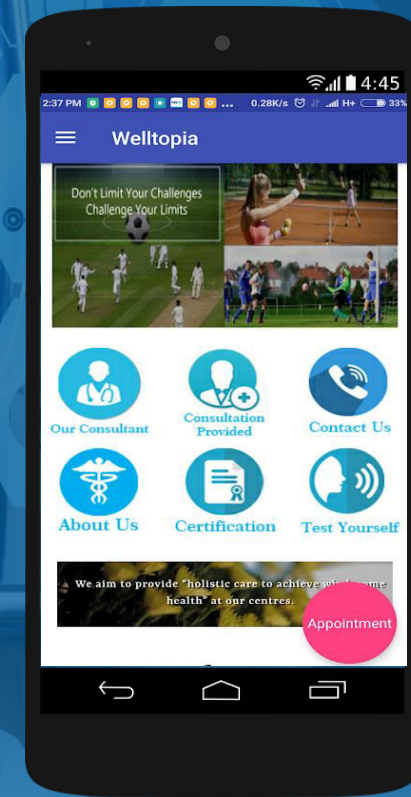 4:45
2:37 PM ... 0.28K/s H+ 33%
Welltopia
Don't Limit Your Challenges
Challenge Your Limits
Our Consultant
Consultation
Provided
Contact Us
About Us
Certification
Test Yourself
We aim to provide "holistic care to achieve
health" at our centres.
Appointment